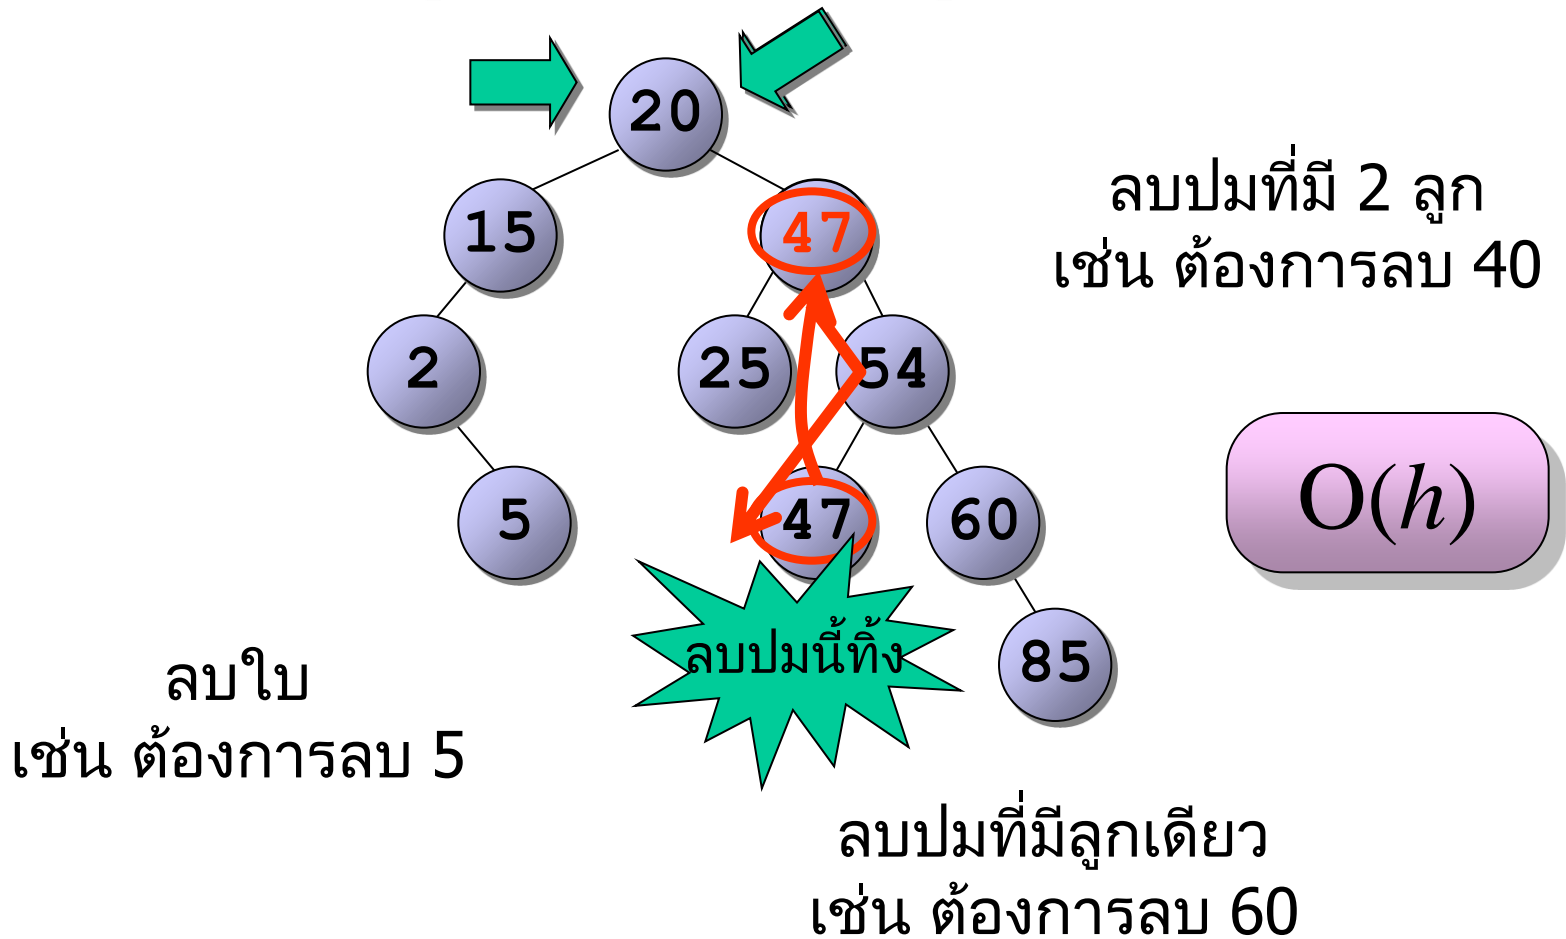 20
15
47
ลบปมที่มี 2 ลูก
เช่น ต้องการลบ 40
2
25
54
O(h)
5
47
60
ลบปมนี้ทิ้ง
85
ลบใบ
เช่น ต้องการลบ 5
ลบปมที่มีลูกเดียว
เช่น ต้องการลบ 60